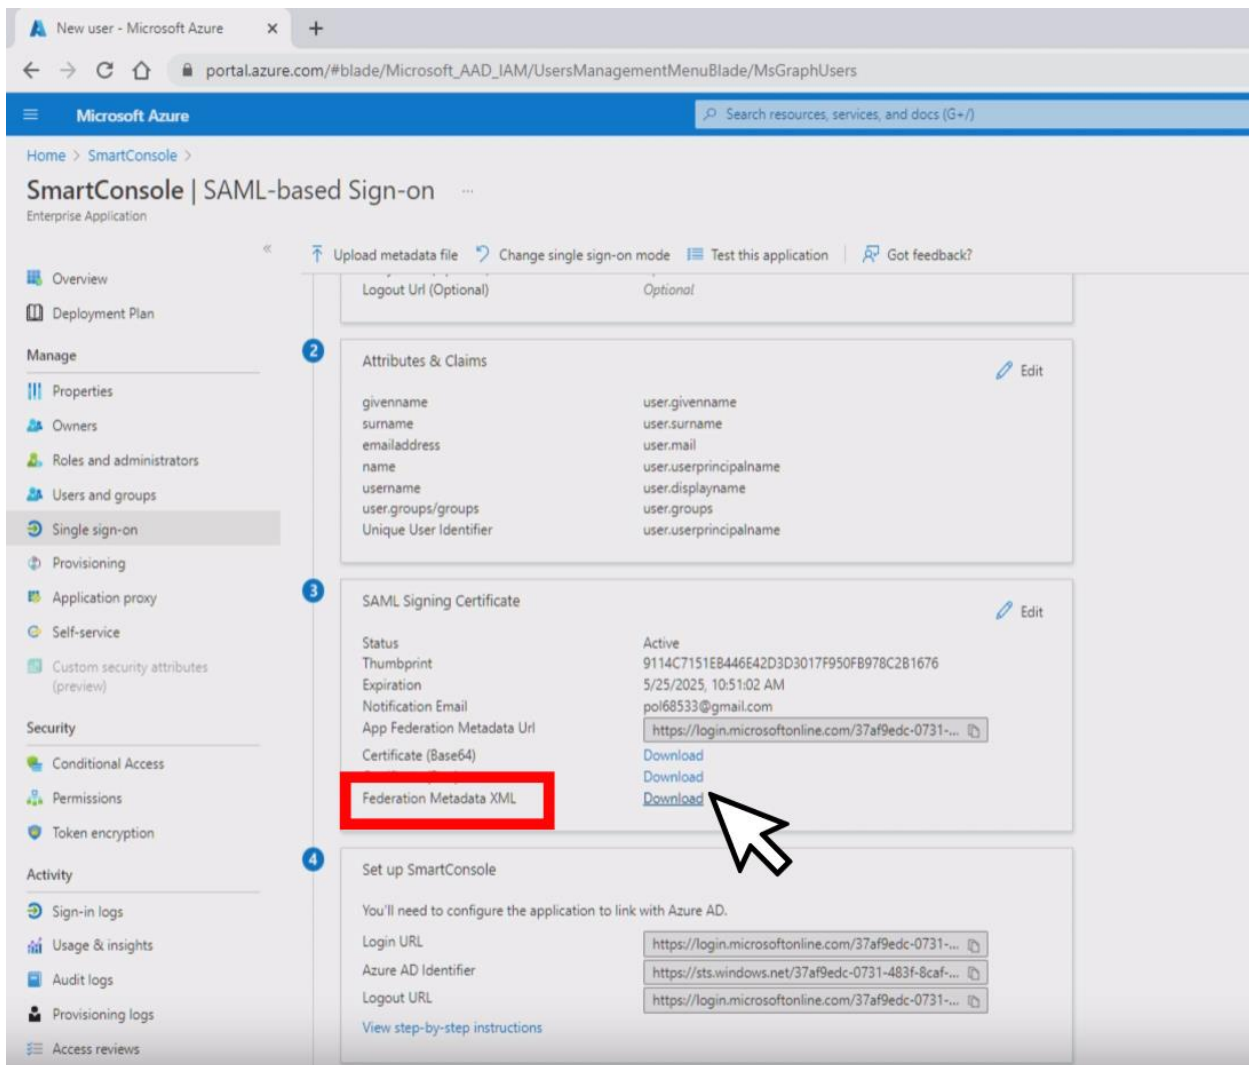 New user - Microsoft Azure
portal.azure.com/#blade/Microsoft_AAD_IAM/UsersManagementMenuBlade/MsGraphUsers
Microsoft Azure
Search resources, services, and docs (G+/)
Home > SmartConsole >
SmartConsole | SAML-based Sign-on ...
Enterprise Application
«
Upload metadata file Change single sign-on mode Test this application Got feedback?
Overview
Deployment Plan
Manage
Properties
Owners
Roles and administrators
Users and groups
Single sign-on
Provisioning
Application proxy
Self-service
Custom security attributes
(preview)
Security
Conditional Access
Permissions
Token encryption
Activity
Sign-in logs
Usage & insights
Audit logs
Provisioning logs
Access reviews
Logout Url (Optional) Optional
2
Attributes & Claims
Edit
givenname user.givenname
surname user.surname
emailaddress user.mail
name user.userprincipalname
username user.displayname
user.groups/groups user.groups
Unique User Identifier user.userprincipalname
3
SAML Signing Certificate
Edit
Status Active
Thumbprint 9114C7151EB446E42D3D3017F950FB978C2B1676
Expiration 5/25/2025, 10:51:02 AM
Notification Email pol68533@gmail.com
App Federation Metadata Url https://login.microsoftonline.com/37af9edc-0731-...
Certificate (Base64) Download
Download
Federation Metadata XML Download
4
Set up SmartConsole
You'll need to configure the application to link with Azure AD.
Login URL https://login.microsoftonline.com/37af9edc-0731-...
Azure AD Identifier https://sts.windows.net/37af9edc-0731-483f-8caf-...
Logout URL https://login.microsoftonline.com/37af9edc-0731-...
View step-by-step instructions